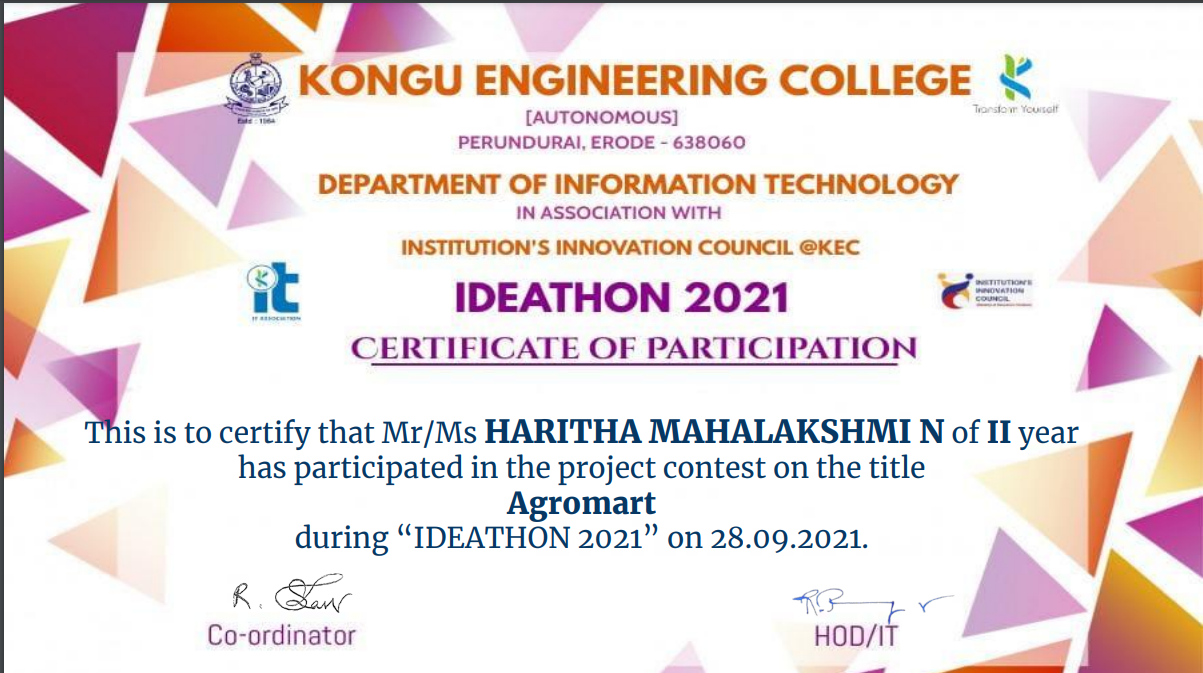 KONGU ENGINEERING COLLEGE
Estd : 1984
Transform Yourself
[AUTONOMOUS]
PERUNDURAI, ERODE - 638060
DEPARTMENT OF INFORMATION TECHNOLOGY
IN ASSOCIATION WITH
INSTITUTION'S INNOVATION COUNCIL @KEC
it
IT ASSOCIATION
IDEATHON 2021
INSTITUTION'S
INNOVATION
COUNCIL
CERTIFICATE OF PARTICIPATION
This is to certify that Mr/Ms HARITHA MAHALAKSHMI N of II year
has participated in the project contest on the title
Agromart
during “IDEATHON 2021” on 28.09.2021.
R.
Co-ordinator
HOD/IT